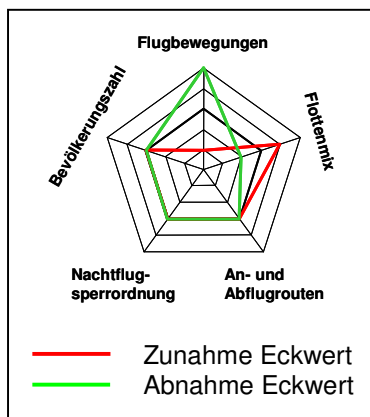 Flugbewegungen
Bevölkerungszahl
Flottenmix
Nachtflug-
sperrordnung
An- und
Abflugrouten
Zunahme Eckwert
Abnahme Eckwert